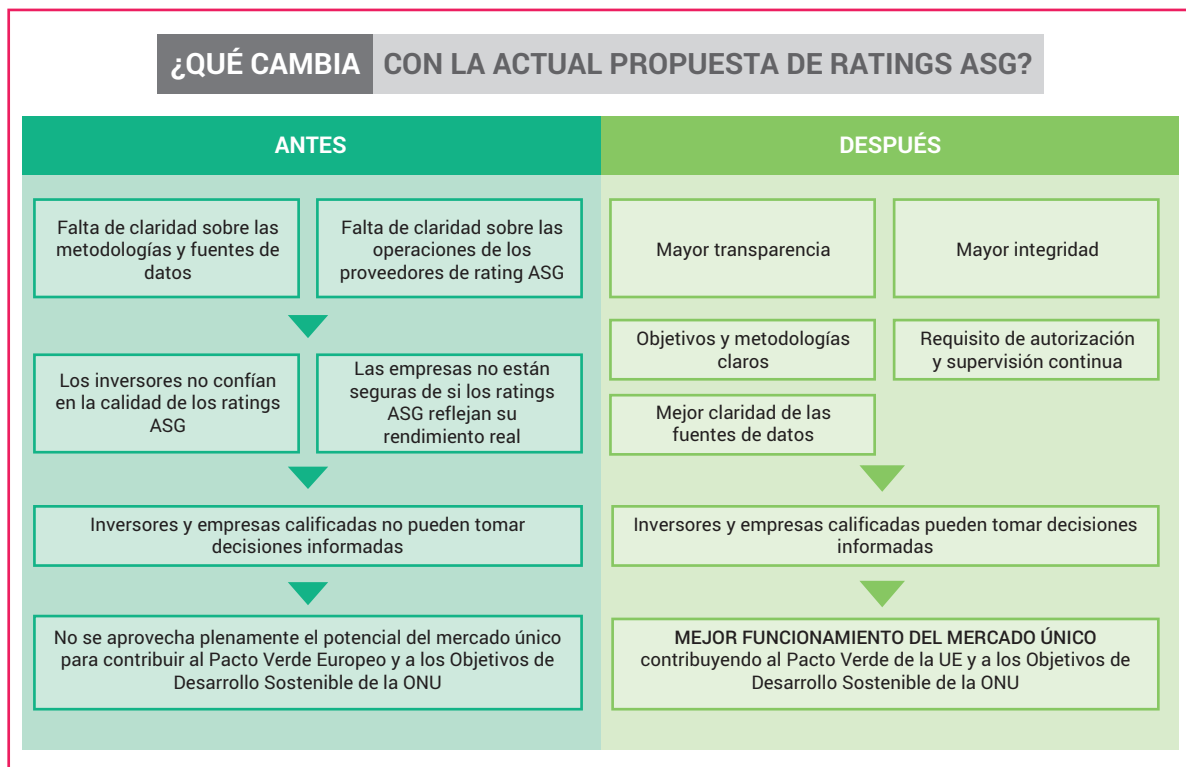 ¿QUÉ CAMBIA CON LA ACTUAL PROPUESTA DE RATINGS ASG?
ANTES
Falta de claridad sobre las
metodologías y fuentes de
datos
Falta de claridad sobre las
operaciones de los
proveedores de rating ASG
Los inversores no confían
en la calidad de los ratings
ASG
Las empresas no están
seguras de si los ratings
ASG reflejan su
rendimiento real
Inversores y empresas calificadas no pueden tomar
decisiones informadas
No se aprovecha plenamente el potencial del mercado único
para contribuir al Pacto Verde Europeo y a los Objetivos de
Desarrollo Sostenible de la ONU
DESPUÉS
Mayor transparencia
Mayor integridad
Objetivos y metodologías
claros
Requisito de autorización
y supervisión continua
Mejor claridad de las
fuentes de datos
Inversores y empresas calificadas pueden tomar decisiones
informadas
MEJOR FUNCIONAMIENTO DEL MERCADO ÚNICO
contribuyendo al Pacto Verde de la UE y a los Objetivos de
Desarrollo Sostenible de la ONU